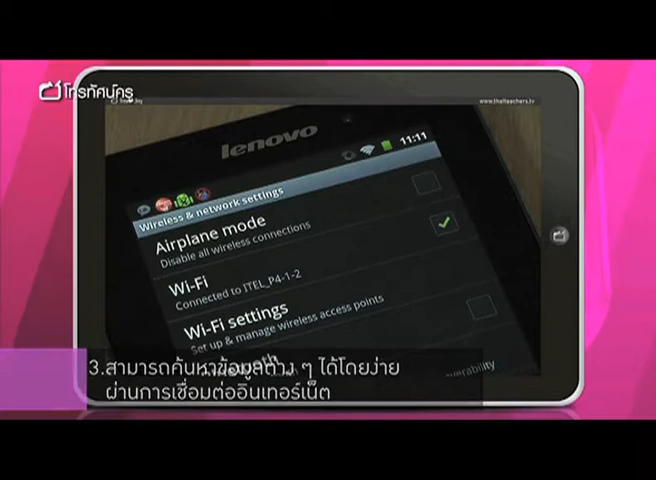 โทรทัศน์ครู
www.thaiteachers.tv
lenovo
11:11
Wireless & network settings
Airplane mode
Disable all wireless connections
Wi-Fi
Connected to ITEL_P4-1-2
Wi-Fi settings
Set up & manage wireless access points
3.สามารถค้นหาข้อมูลต่าง ๆ ได้โดยง่าย
ผ่านการเชื่อมต่ออินเทอร์เน็ต